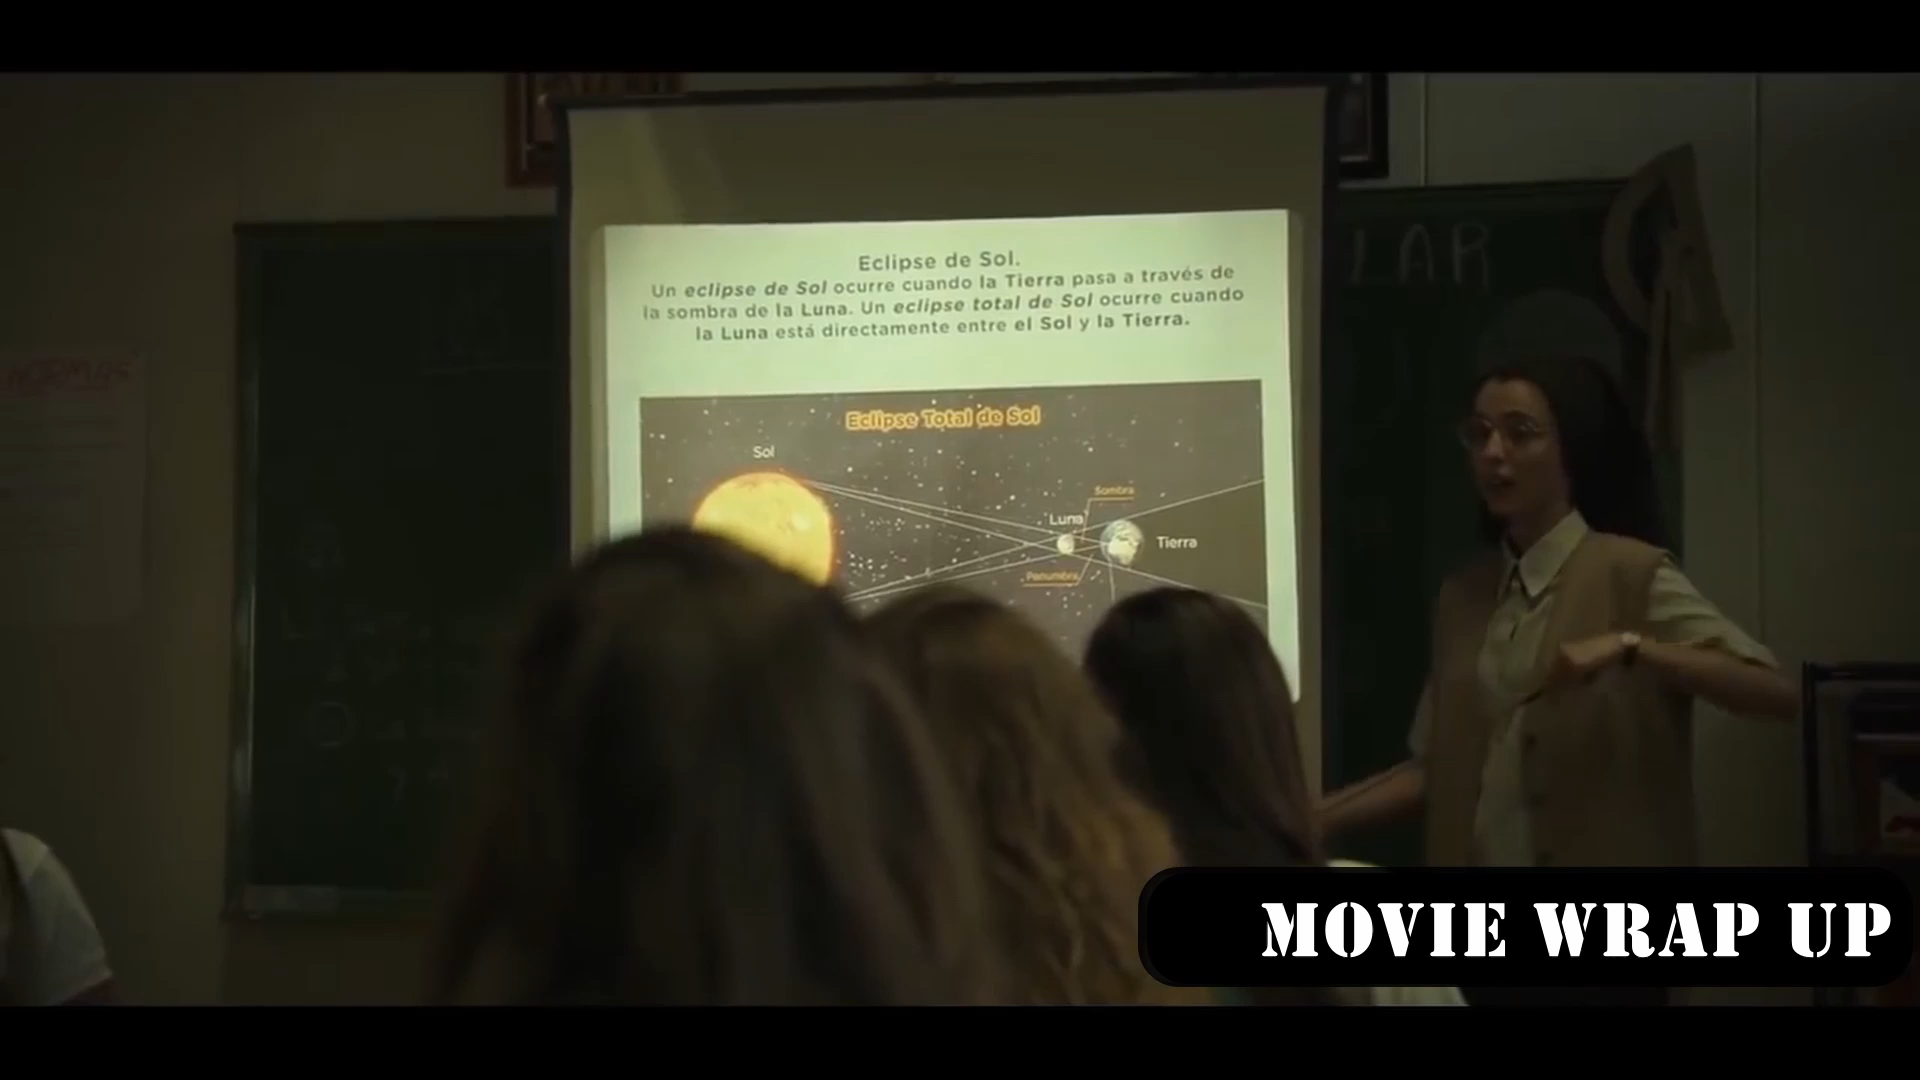 LAR
Eclipse de Sol.
Un eclipse de Sol ocurre cuando la Tierra pasa a través de
la sombra de la Luna. Un eclipse total de Sol ocurre cuando
la Luna está directamente entre el Sol y la Tierra.
NORMAS
Eclipse Total de Sol
Sol
Sombra
Luna
Tierra
Penumbra
MOVIE WRAP UP